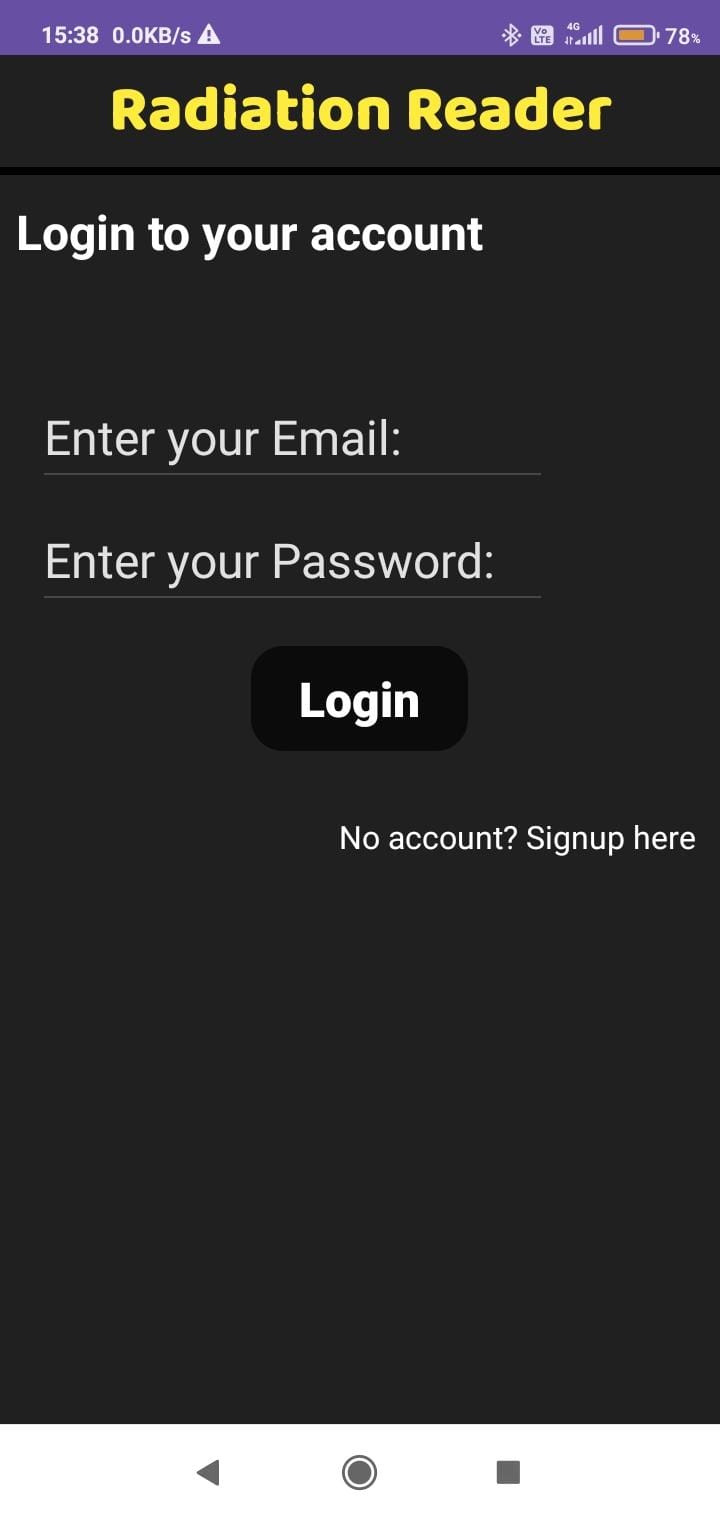 15:38 0.0KB/s Vo LTE 4G 78%
Radiation Reader
Login to your account
Enter your Email:
Enter your Password:
Login
No account? Signup here